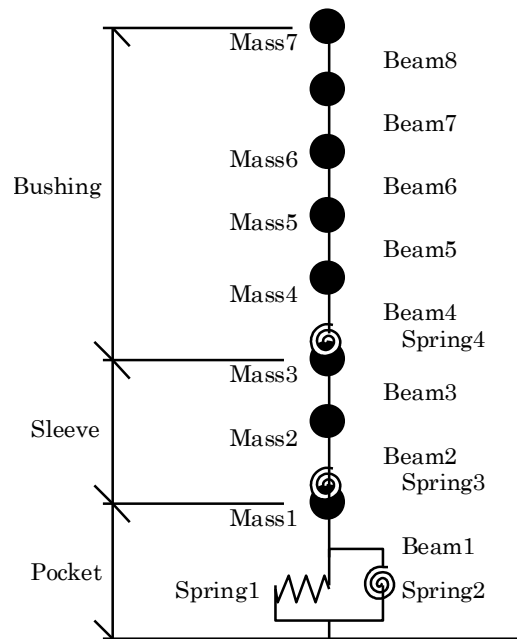 Mass7
Beam8
Beam7
Mass6
Bushing
Beam6
Mass5
Beam5
Mass4
Beam4
Spring4
Mass3
Beam3
Sleeve
Mass2
Beam2
Spring3
Mass1
Beam1
Pocket
Spring1
Spring2